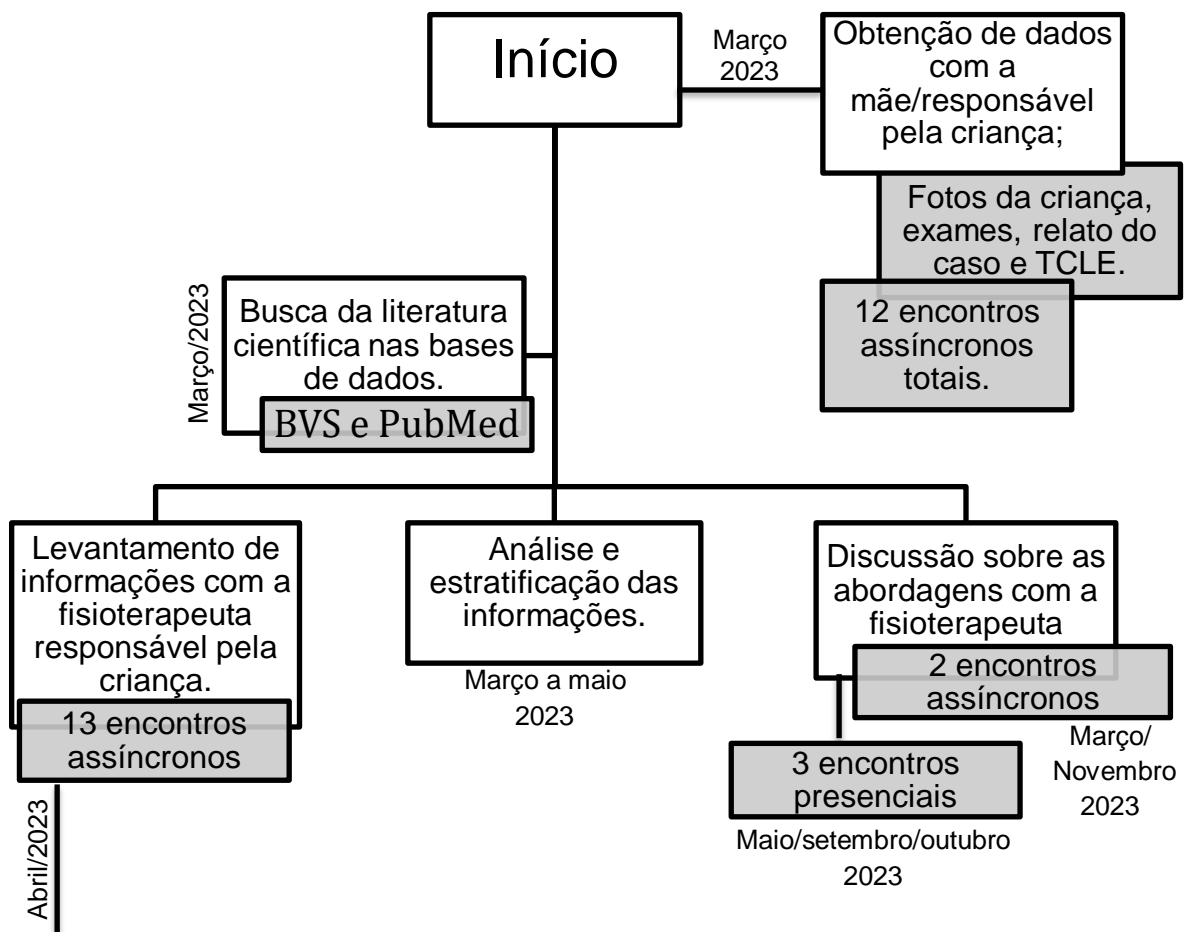 Início
Março
2023
Obtenção de dados
com a
mãe/responsável
pela criança;
Fotos da criança,
exames, relato do
caso e TCLE.
12 encontros
assíncronos
totais.
Março/2023
Busca da literatura
científica nas bases
de dados.
BVS e PubMed
Levantamento de
informações com a
fisioterapeuta
responsável pela
criança.
13 encontros
assíncronos
Abril/2023
Análise e
estratificação das
informações.
Março a maio
2023
Discussão sobre as
abordagens com a
fisioterapeuta
2 encontros
assíncronos
Março/
Novembro
2023
3 encontros
presenciais
Maio/setembro/outubro
2023